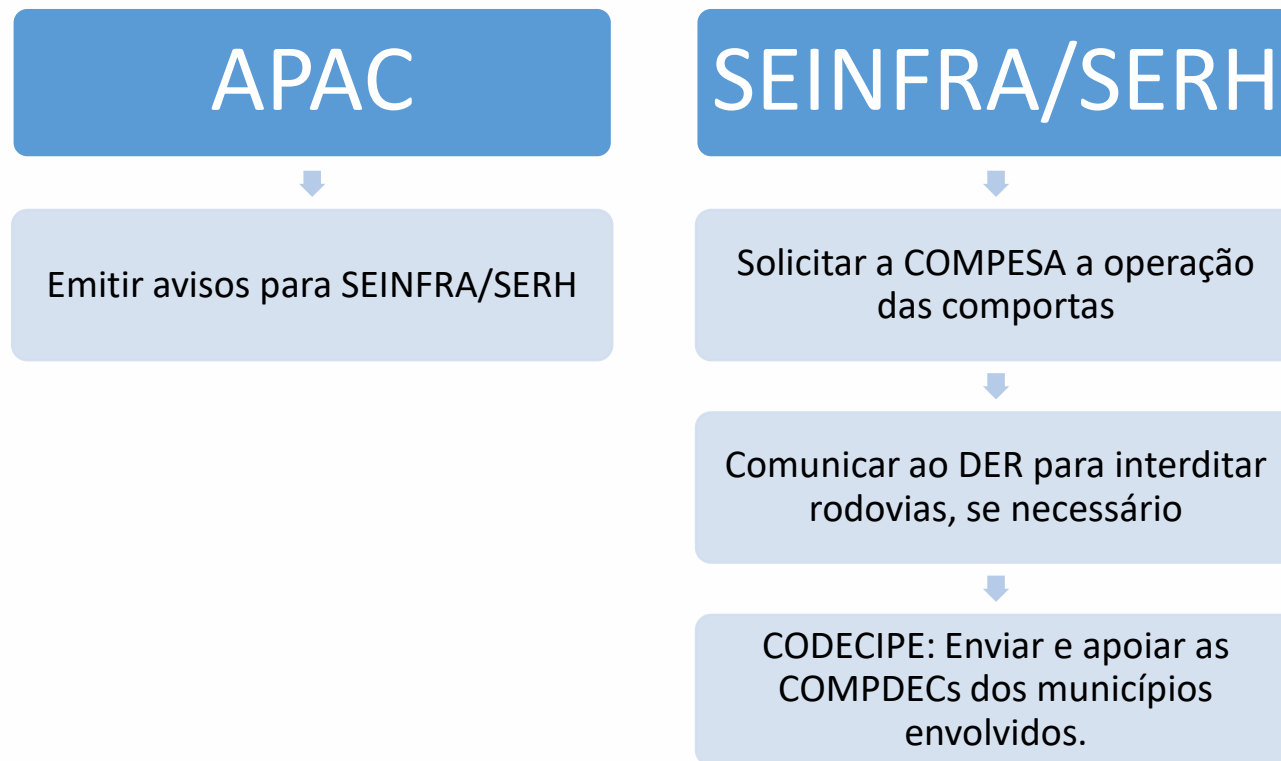 APAC
Emitir avisos para SEINFRA/SERH
SEINFRA/SERH
Solicitar a COMPESA a operação
das comportas
Comunicar ao DER para interditar
rodovias, se necessário
CODECIPE: Enviar e apoiar as
COMPDECs dos municípios
envolvidos.